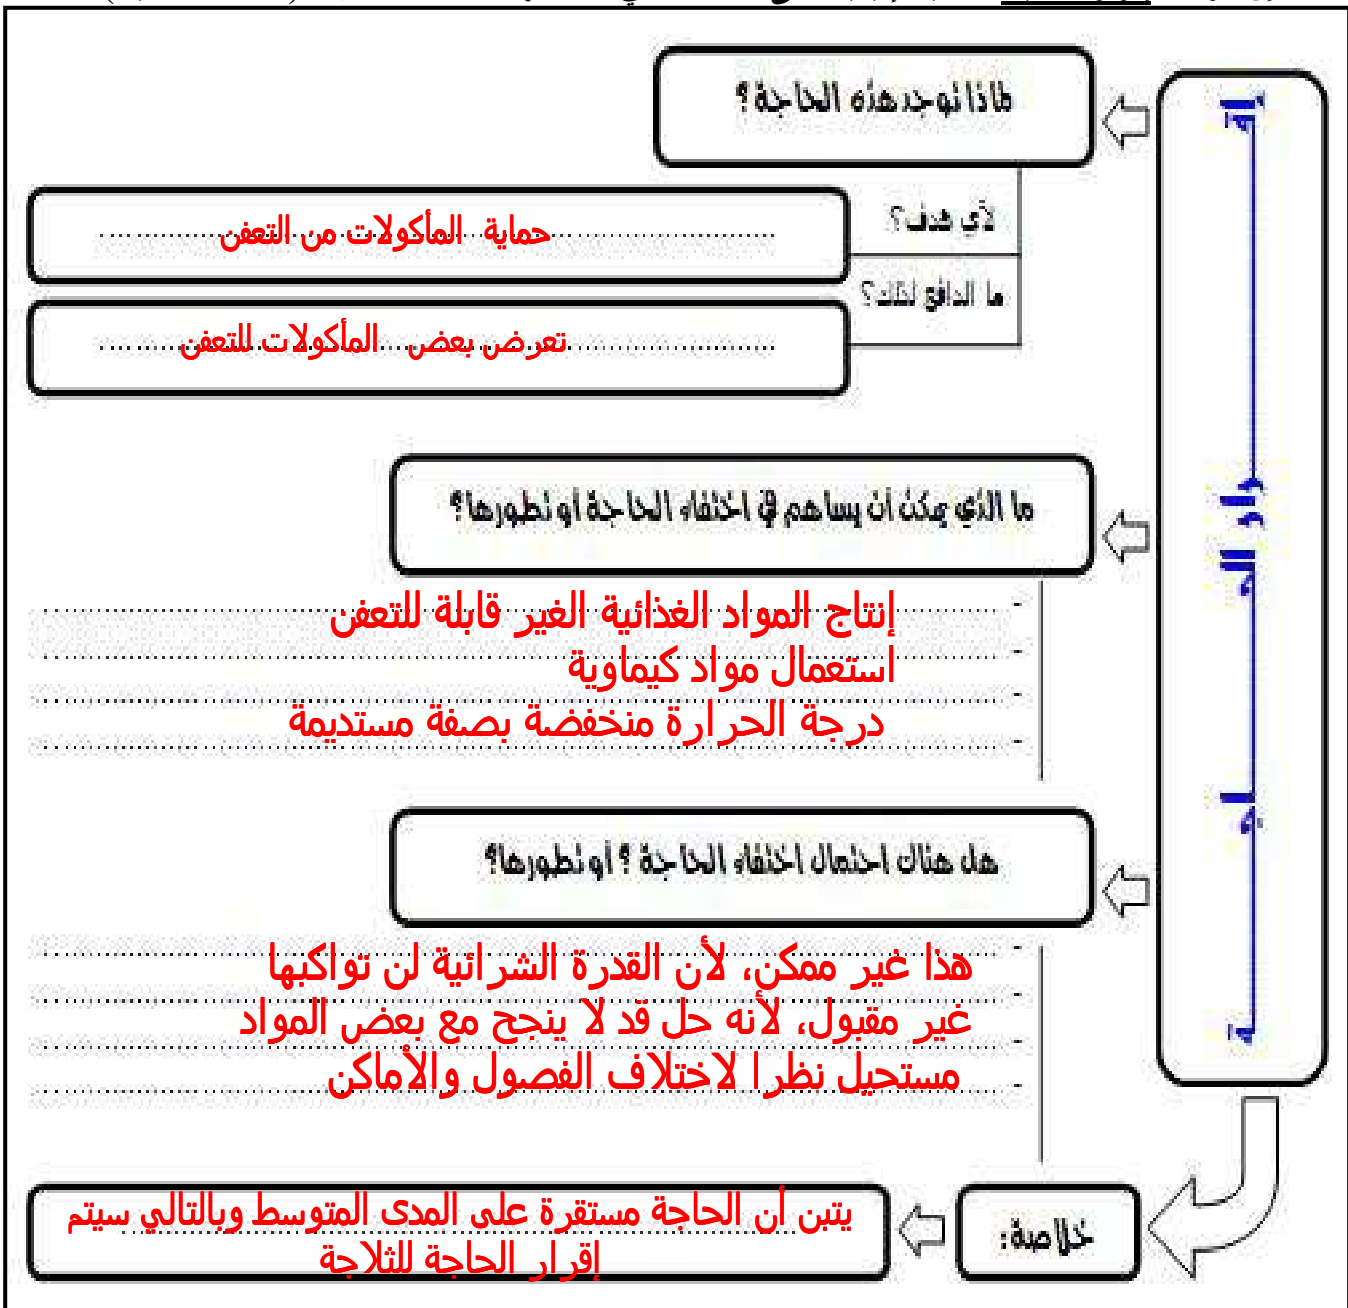 إقرار الحاجة
لماذا توجد هذه الحاجة؟
لأي هدف؟
حماية المأكولات من التعفن
ما الدافع لذلك؟
تعرض بعض المأكولات للتعفن
ما الذي يمكن أن يساهم في اختفاء الحاجة أو تطورها؟
- إنتاج المواد الغذائية الغير قابلة للتعفن
- استعمال مواد كيماوية
- درجة الحرارة منخفضة بصفة مستديمة
-
هل هناك احتمال اختفاء الحاجة ؟ أو تطورها؟
- هذا غير ممكن، لأن القدرة الشرائية لن تواكبها
- غير مقبول، لأنه حل قد لا ينجح مع بعض المواد
- مستحيل نظرا لاختلاف الفصول والأماكن
-
خلاصة:
يتبن أن الحاجة مستقرة على المدى المتوسط وبالتالي سيتم
إقرار الحاجة للثلاجة